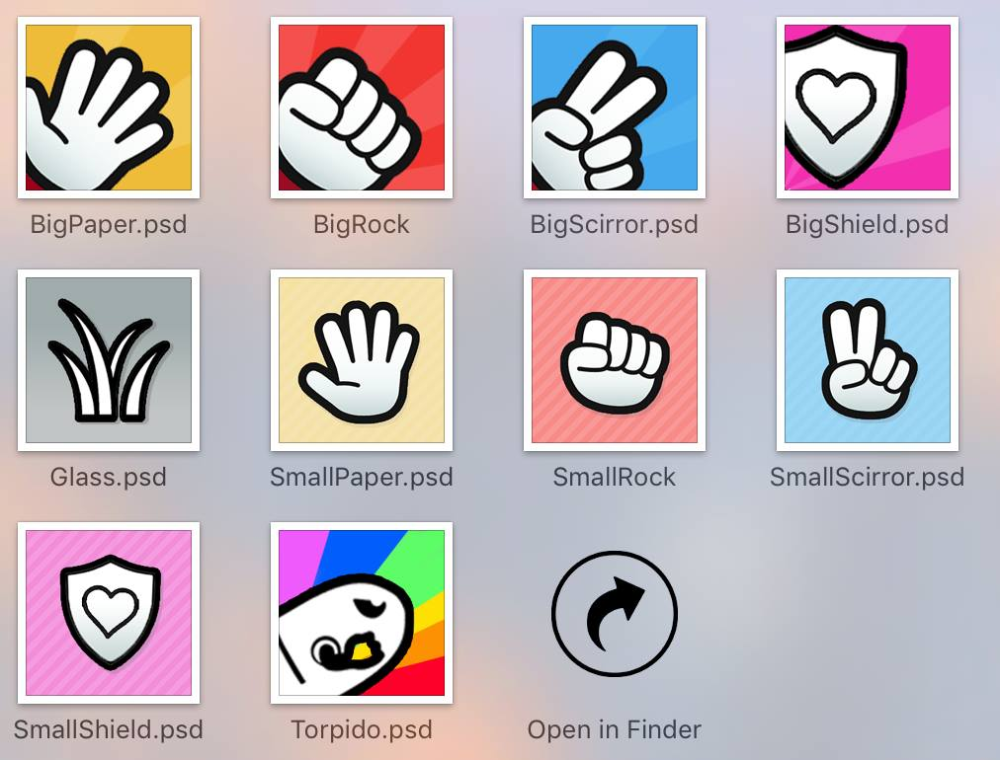 BigPaper.psd
BigRock
BigScirror.psd
BigShield.psd
Glass.psd
SmallPaper.psd
SmallRock
SmallScirror.psd
SmallShield.psd
Torpido.psd
Open in Finder